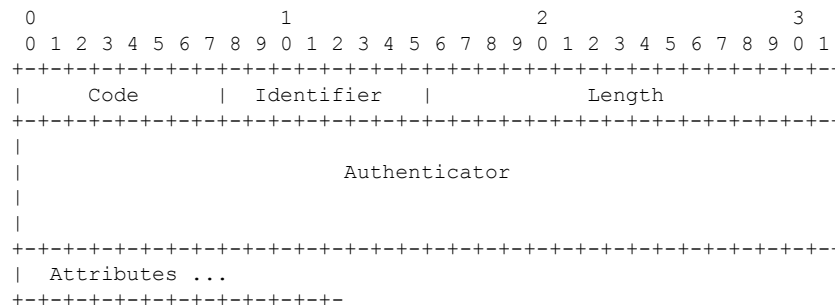 0                   1                   2                   3
 0 1 2 3 4 5 6 7 8 9 0 1 2 3 4 5 6 7 8 9 0 1 2 3 4 5 6 7 8 9 0 1
+-+-+-+-+-+-+-+-+-+-+-+-+-+-+-+-+-+-+-+-+-+-+-+-+-+-+-+-+-+-+-+-
|     Code      |  Identifier   |            Length
+-+-+-+-+-+-+-+-+-+-+-+-+-+-+-+-+-+-+-+-+-+-+-+-+-+-+-+-+-+-+-+-
|
|                         Authenticator
|
|
+-+-+-+-+-+-+-+-+-+-+-+-+-+-+-+-+-+-+-+-+-+-+-+-+-+-+-+-+-+-+-+-
|  Attributes ...
+-+-+-+-+-+-+-+-+-+-+-+-+-